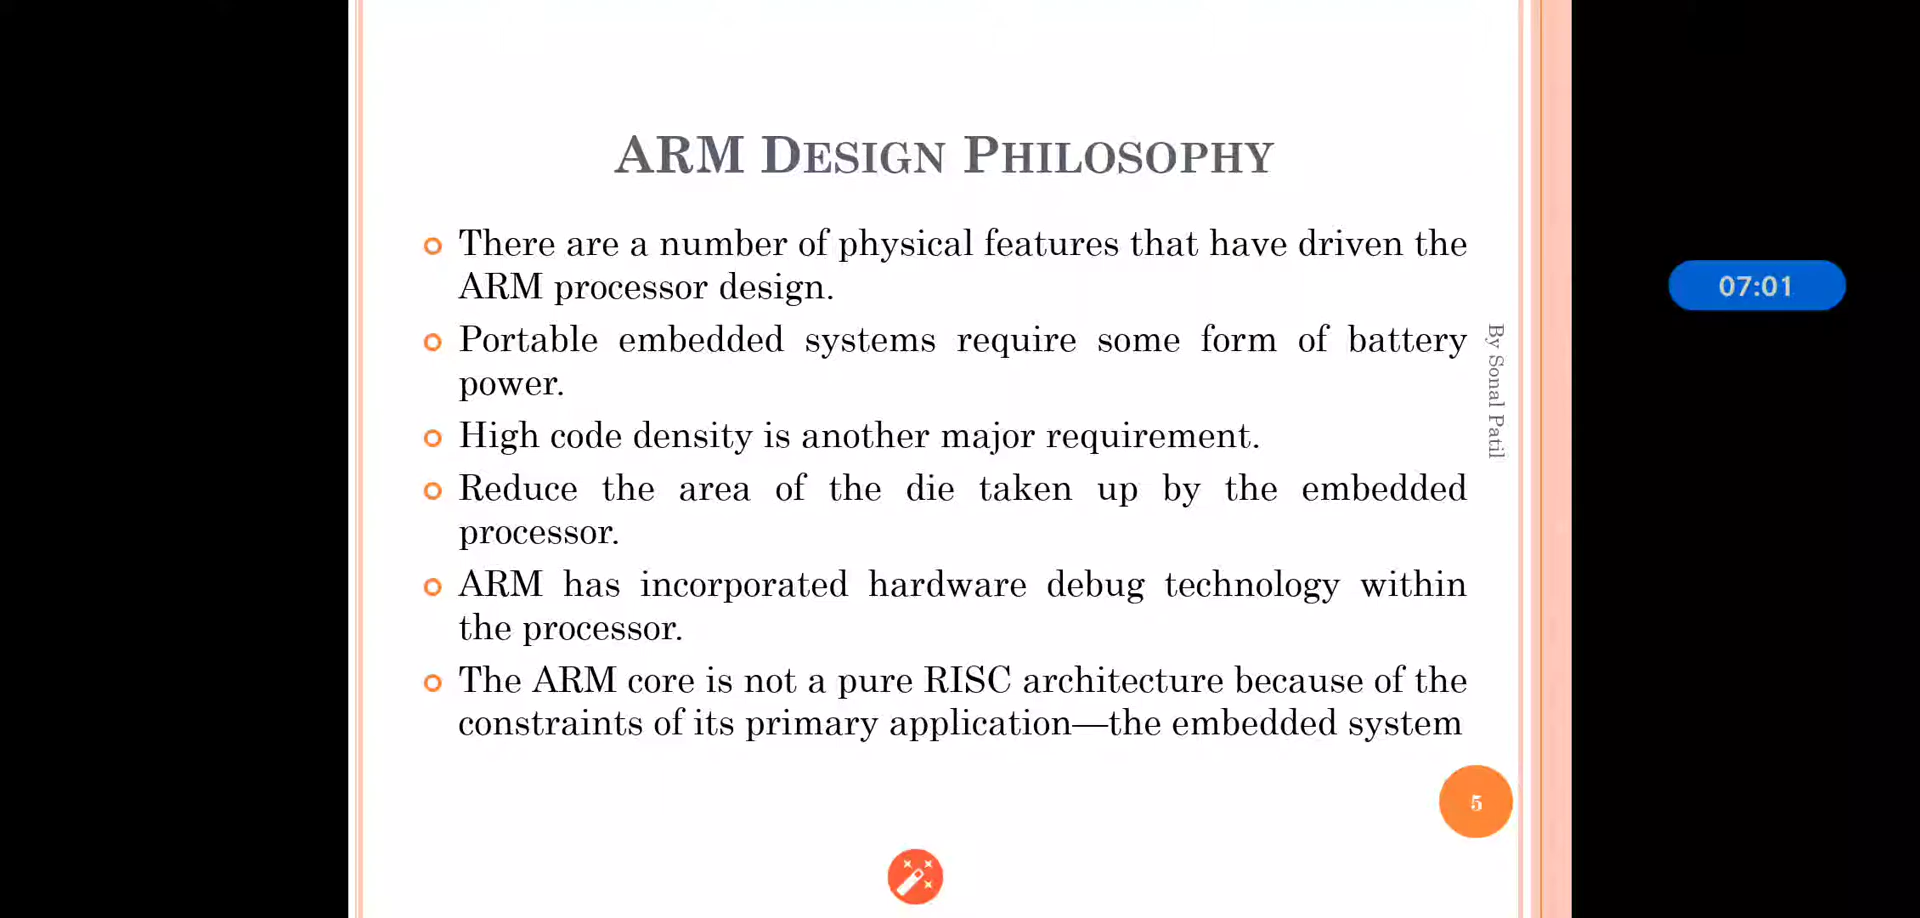 ARM DESIGN PHILOSOPHY
There are a number of physical features that have driven the
ARM processor design.
Portable embedded systems require some form of battery
power.
High code density is another major requirement.
Reduce the area of the die taken up by the embedded
processor.
ARM has incorporated hardware debug technology within
the processor.
The ARM core is not a pure RISC architecture because of the
constraints of its primary application—the embedded system
By Sonal Patil
5
07:01